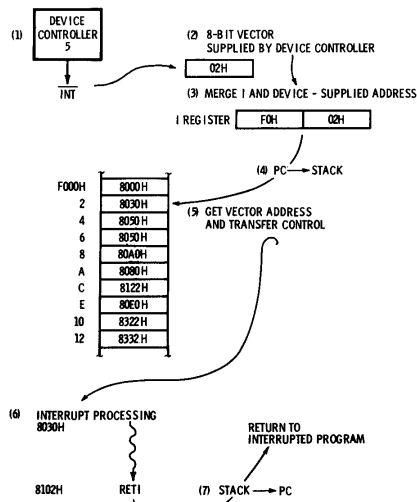 (1)
DEVICE
CONTROLLER
5
INT
(2) 8-BIT VECTOR
SUPPLIED BY DEVICE CONTROLLER
02H
(3) MERGE I AND DEVICE - SUPPLIED ADDRESS
I REGISTER F0H 02H
(4) PC STACK
(5) GET VECTOR ADDRESS
AND TRANSFER CONTROL
F000H 8000H
2 8030H
4 8050H
6 8050H
8 80A0H
A 8080H
C 8122H
E 80E0H
10 8322H
12 8332H
(6) INTERRUPT PROCESSING
8030H
RETURN TO
INTERRUPTED PROGRAM
8102H RETI
(7) STACK PC